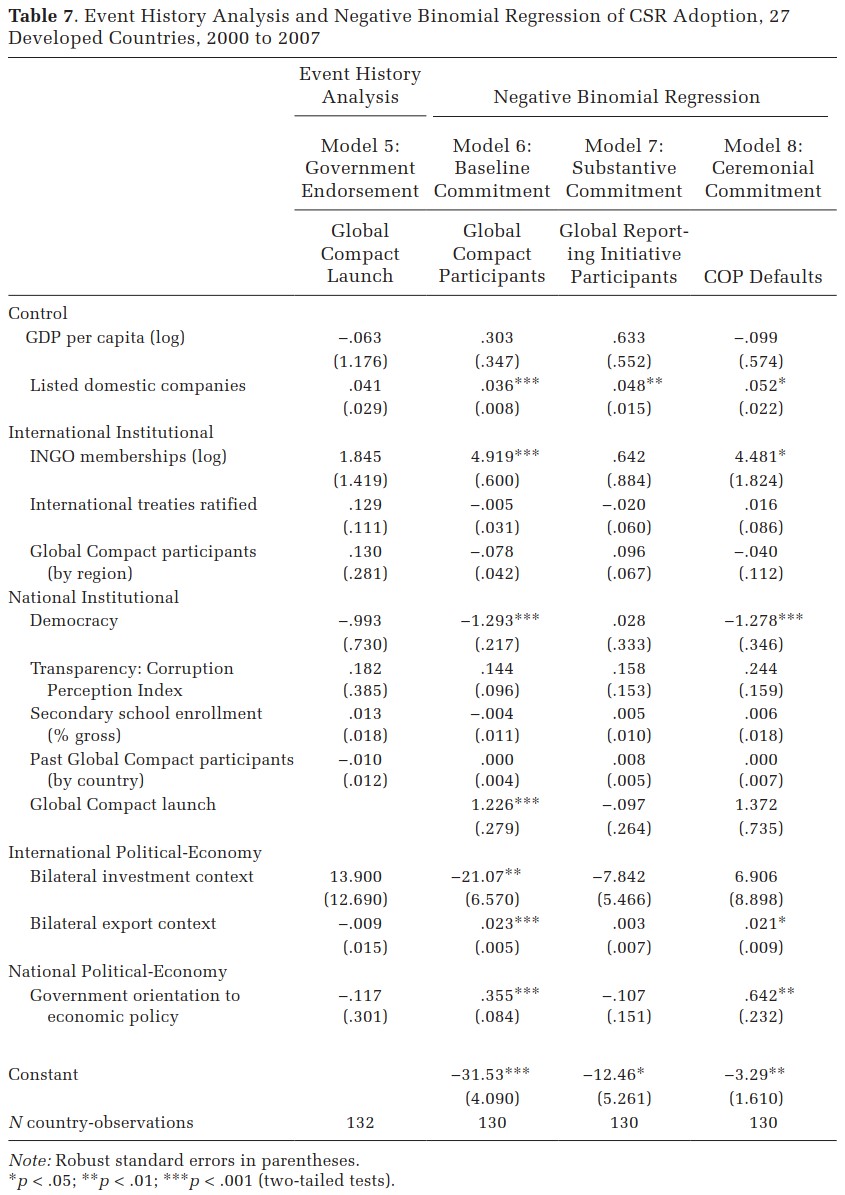 Table 7. Event History Analysis and Negative Binomial Regression of CSR Adoption, 27
Developed Countries, 2000 to 2007
Event History
Analysis
Negative Binomial Regression
Model 5:
Government
Endorsement
Model 6:
Baseline
Commitment
Model 7:
Substantive
Commitment
Model 8:
Ceremonial
Commitment
Global
Compact
Launch
Global
Compact
Participants
Global Report-
ing Initiative
Participants
COP Defaults
Control
GDP per capita (log) −.063 .303 .633 −.099
(1.176) (.347) (.552) (.574)
Listed domestic companies .041 .036*** .048** .052*
(.029) (.008) (.015) (.022)
International Institutional
INGO memberships (log) 1.845 4.919*** .642 4.481*
(1.419) (.600) (.884) (1.824)
International treaties ratified .129 −.005 −.020 .016
(.111) (.031) (.060) (.086)
Global Compact participants .130 −.078 .096 −.040
(by region) (.281) (.042) (.067) (.112)
National Institutional
Democracy −.993 −1.293*** .028 −1.278***
(.730) (.217) (.333) (.346)
Transparency: Corruption .182 .144 .158 .244
Perception Index (.385) (.096) (.153) (.159)
Secondary school enrollment .013 −.004 .005 .006
(% gross) (.018) (.011) (.010) (.018)
Past Global Compact participants −.010 .000 .008 .000
(by country) (.012) (.004) (.005) (.007)
Global Compact launch 1.226*** −.097 1.372
(.279) (.264) (.735)
International Political-Economy
Bilateral investment context 13.900 −21.07** −7.842 6.906
(12.690) (6.570) (5.466) (8.898)
Bilateral export context −.009 .023*** .003 .021*
(.015) (.005) (.007) (.009)
National Political-Economy
Government orientation to −.117 .355*** −.107 .642**
economic policy (.301) (.084) (.151) (.232)
Constant −31.53*** −12.46* −3.29**
(4.090) (5.261) (1.610)
N country-observations 132 130 130 130
Note: Robust standard errors in parentheses.
*p < .05; **p < .01; ***p < .001 (two-tailed tests).